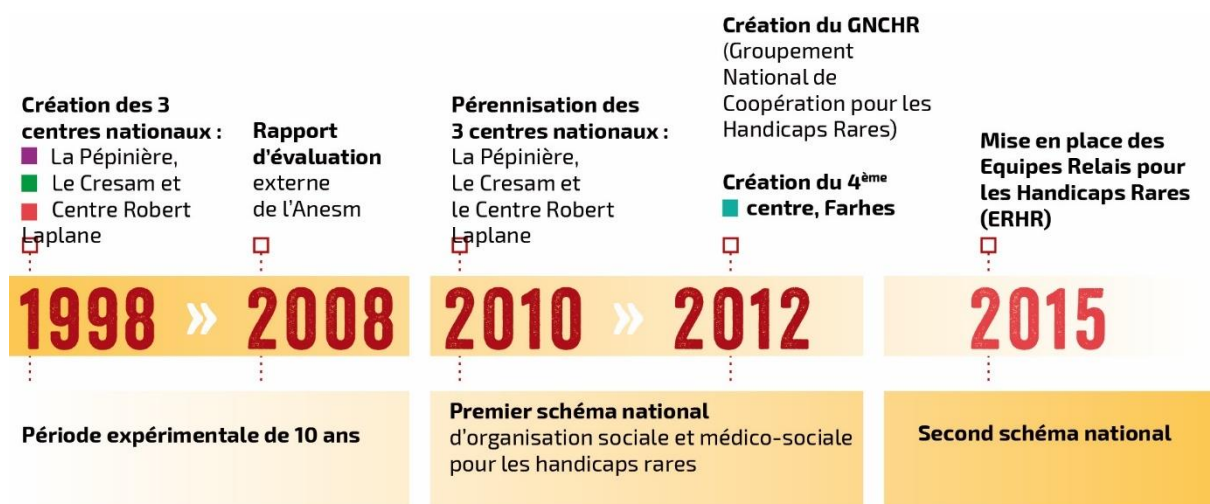 Création des 3
centres nationaux :
La Pépinière,
Le Cresam et
Centre Robert
Laplane
Rapport
d’évaluation
externe
de l’Anesm
Pérennisation des
3 centres nationaux :
La Pépinière,
Le Cresam et
le Centre Robert
Laplane
Création du GNCHR
(Groupement
National de
Coopération pour les
Handicaps Rares)
Création du 4ème
centre, Farhes
Mise en place des
Equipes Relais pour
les Handicaps Rares
(ERHR)
1998 » 2008 2010 » 2012 2015
Période expérimentale de 10 ans
Premier schéma national
d’organisation sociale et médico-sociale
pour les handicaps rares
Second schéma national